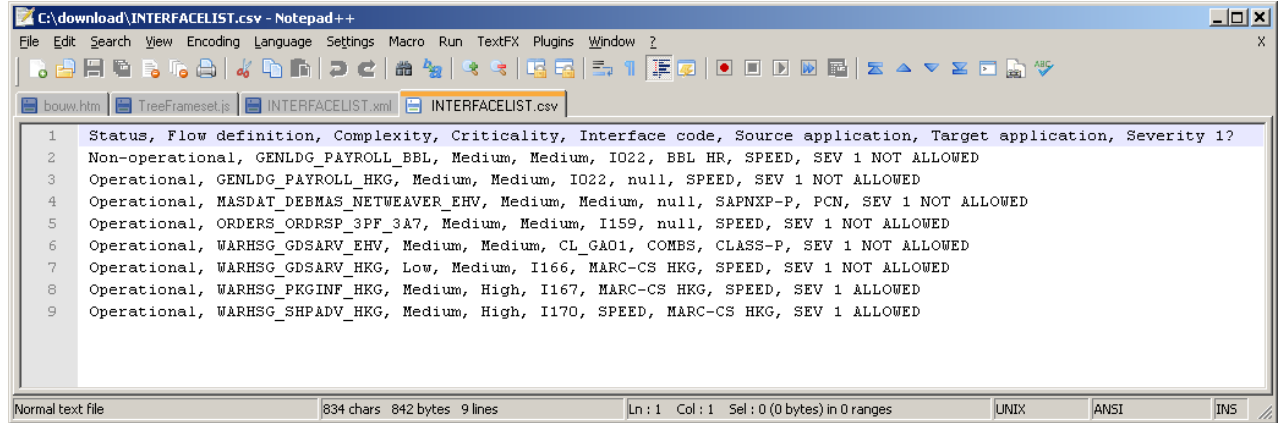 C:\download\INTERFACELIST.csv - Notepad++
File Edit Search View Encoding Language Settings Macro Run TextFX Plugins Window ? X
bouw.htm TreeFrameset.js INTERFACELIST.xml INTERFACELIST.csv
1 Status, Flow definition, Complexity, Criticality, Interface code, Source application, Target application, Severity 1?
2 Non-operational, GENLDG_PAYROLL_BBL, Medium, Medium, I022, BBL HR, SPEED, SEV 1 NOT ALLOWED
3 Operational, GENLDG_PAYROLL_HKG, Medium, Medium, I022, null, SPEED, SEV 1 NOT ALLOWED
4 Operational, MASDAT_DEBMAS_NETWEAVER_EHV, Medium, Medium, null, SAPNXP-P, PCN, SEV 1 NOT ALLOWED
5 Operational, ORDERS_ORDRSP_3PF_3A7, Medium, Medium, I159, null, SPEED, SEV 1 NOT ALLOWED
6 Operational, WARHSG_GDSARV_EHV, Medium, Medium, CL_GA01, COMBS, CLASS-P, SEV 1 NOT ALLOWED
7 Operational, WARHSG_GDSARV_HKG, Low, Medium, I166, MARC-CS HKG, SPEED, SEV 1 NOT ALLOWED
8 Operational, WARHSG_PKGINF_HKG, Medium, High, I167, MARC-CS HKG, SPEED, SEV 1 ALLOWED
9 Operational, WARHSG_SHPADV_HKG, Medium, High, I170, SPEED, MARC-CS HKG, SEV 1 ALLOWED
Normal text file 834 chars 842 bytes 9 lines Ln : 1 Col : 1 Sel : 0 (0 bytes) in 0 ranges UNIX ANSI INS